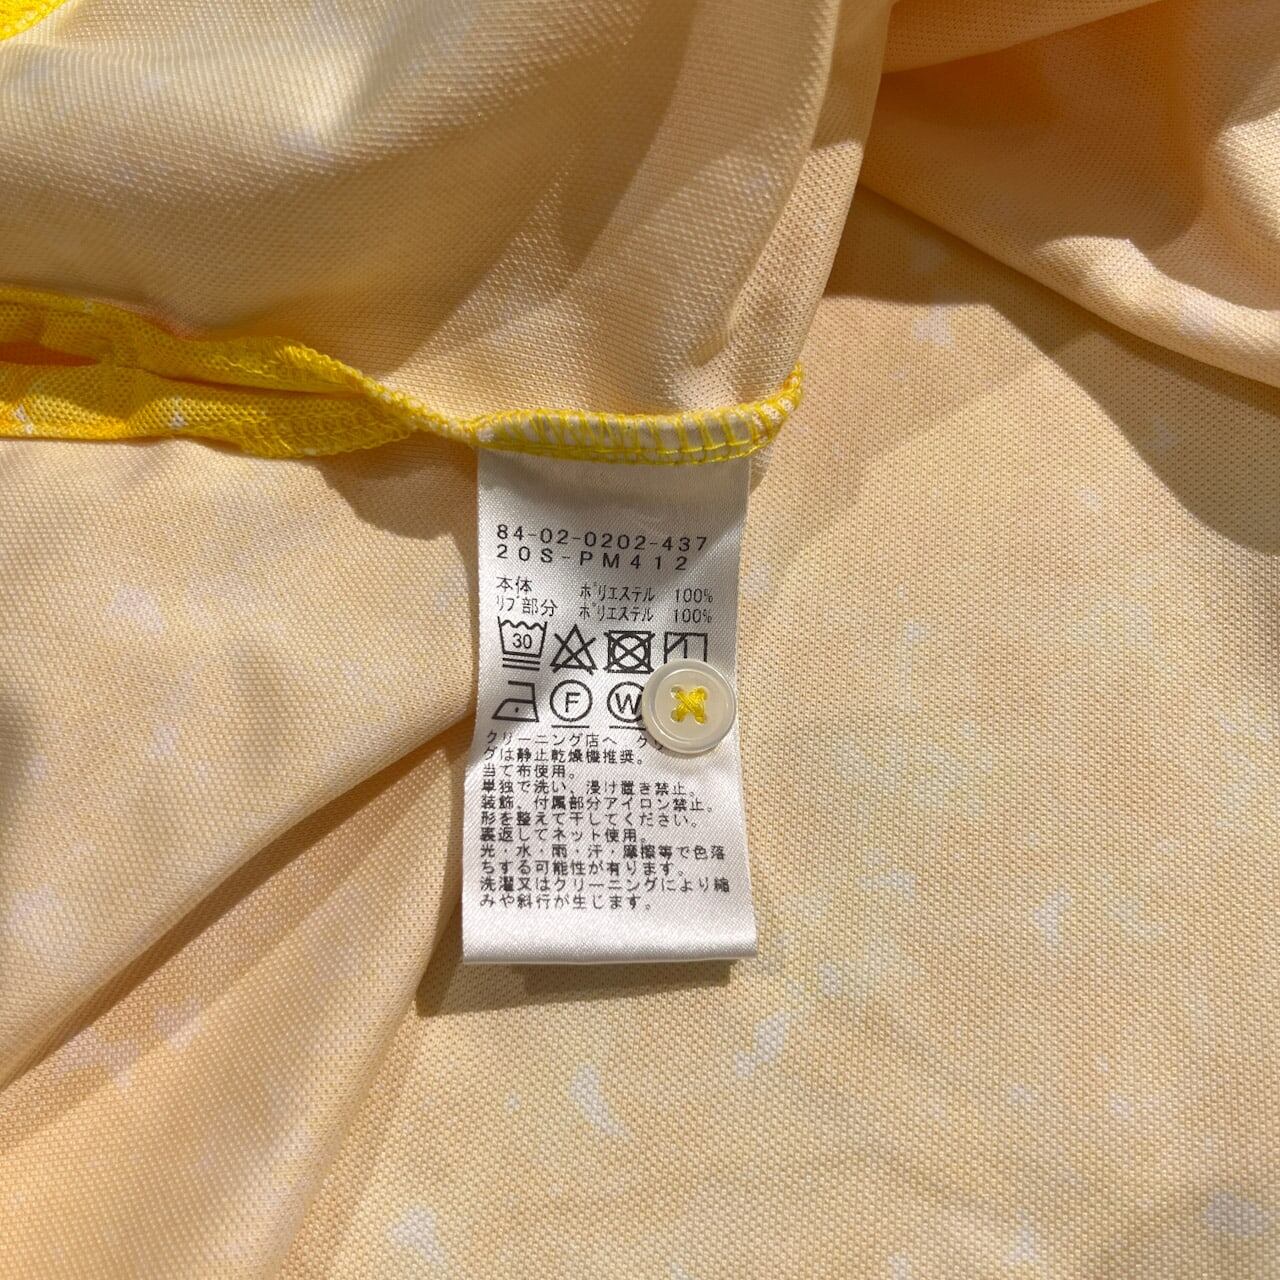 84-02-0202-437
20S-PM412
本体 ポリエステル 100%
リブ部分 ポリエステル 100%
30
F W
クリーニング店へ クリ
グは静止乾燥機推奨。
当て布使用。
単独で洗い、浸け置き禁止。
装飾、付属部分アイロン禁止。
形を整えて干してください。
裏返してネット使用。
光・水・雨・汗・摩擦等で色落
ちする可能性が有ります。
洗濯又はクリーニングにより縮
みや斜行が生じます。